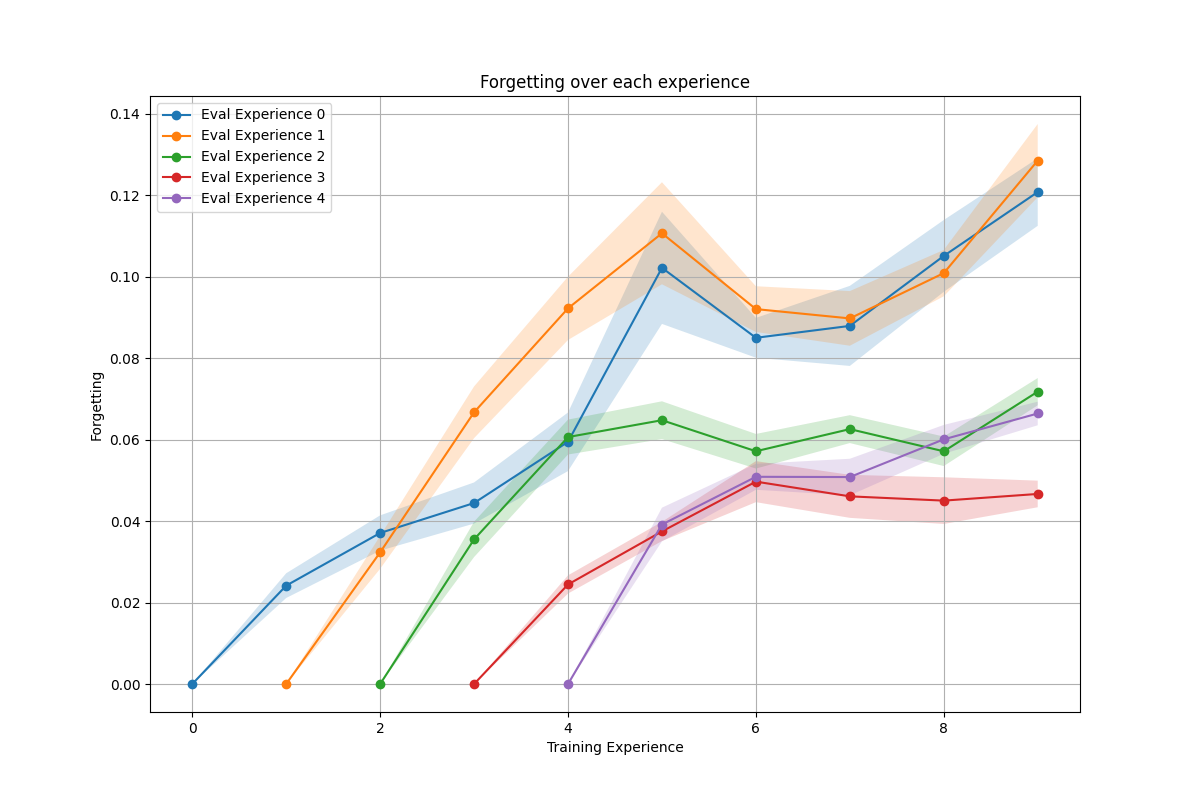 Forgetting over each experience
Eval Experience 0
Eval Experience 1
Eval Experience 2
Eval Experience 3
Eval Experience 4
0.14
0.12
0.10
0.08
0.06
0.04
0.02
0.00
Forgetting
0 2 4 6 8
Training Experience